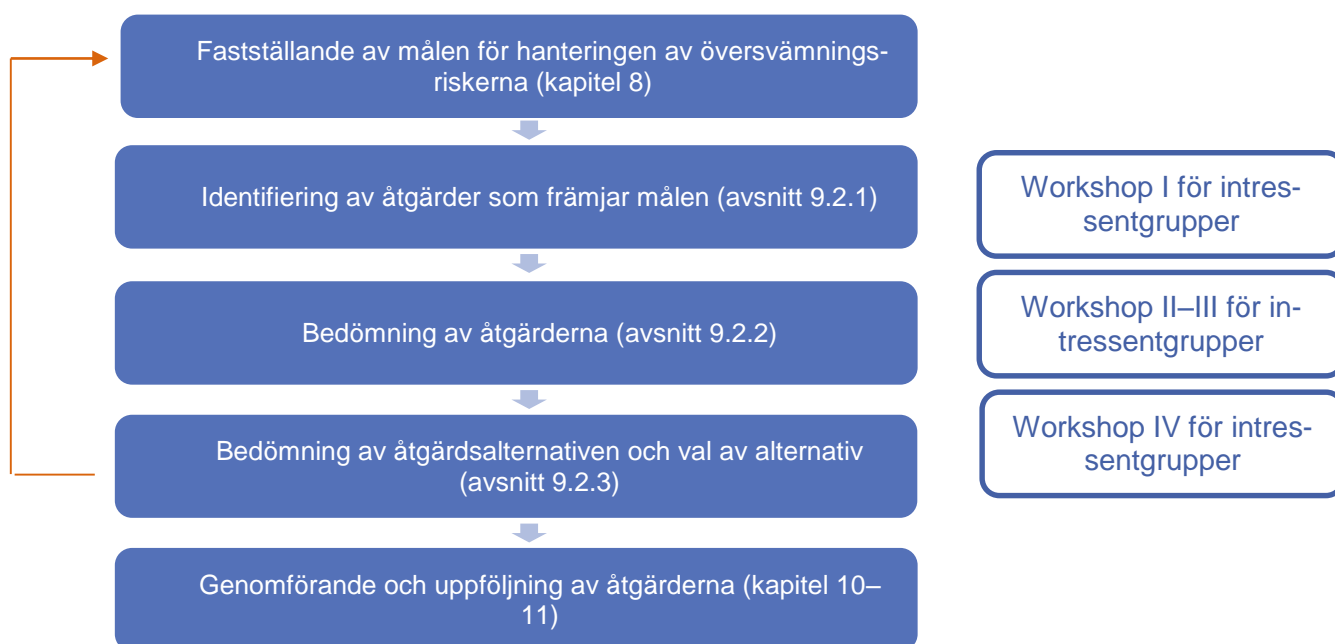 Fastställande av målen för hanteringen av översvämnings-
riskerna (kapitel 8)
Identifiering av åtgärder som främjar målen (avsnitt 9.2.1)
Workshop I för intres-
sentgrupper
Bedömning av åtgärderna (avsnitt 9.2.2)
Workshop II–III för in-
tressentgrupper
Bedömning av åtgärdsalternativen och val av alternativ
(avsnitt 9.2.3)
Workshop IV för intres-
sentgrupper
Genomförande och uppföljning av åtgärderna (kapitel 10–
11)